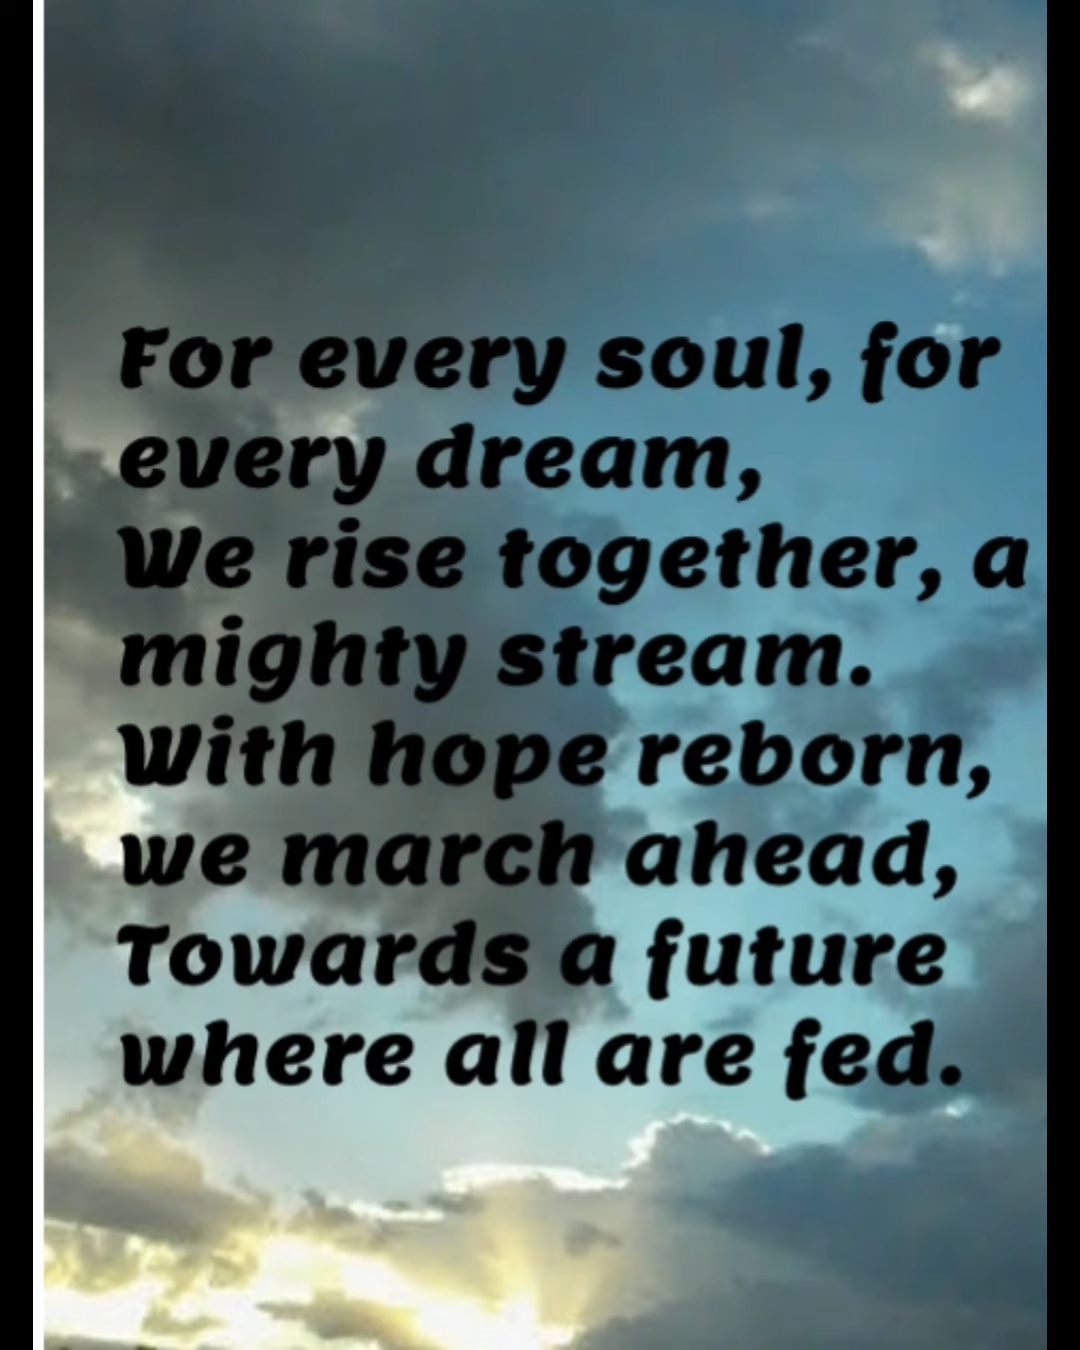 For every soul, for
every dream,
We rise together, a
mighty stream.
With hope reborn,
we march ahead,
Towards a future
where all are fed.